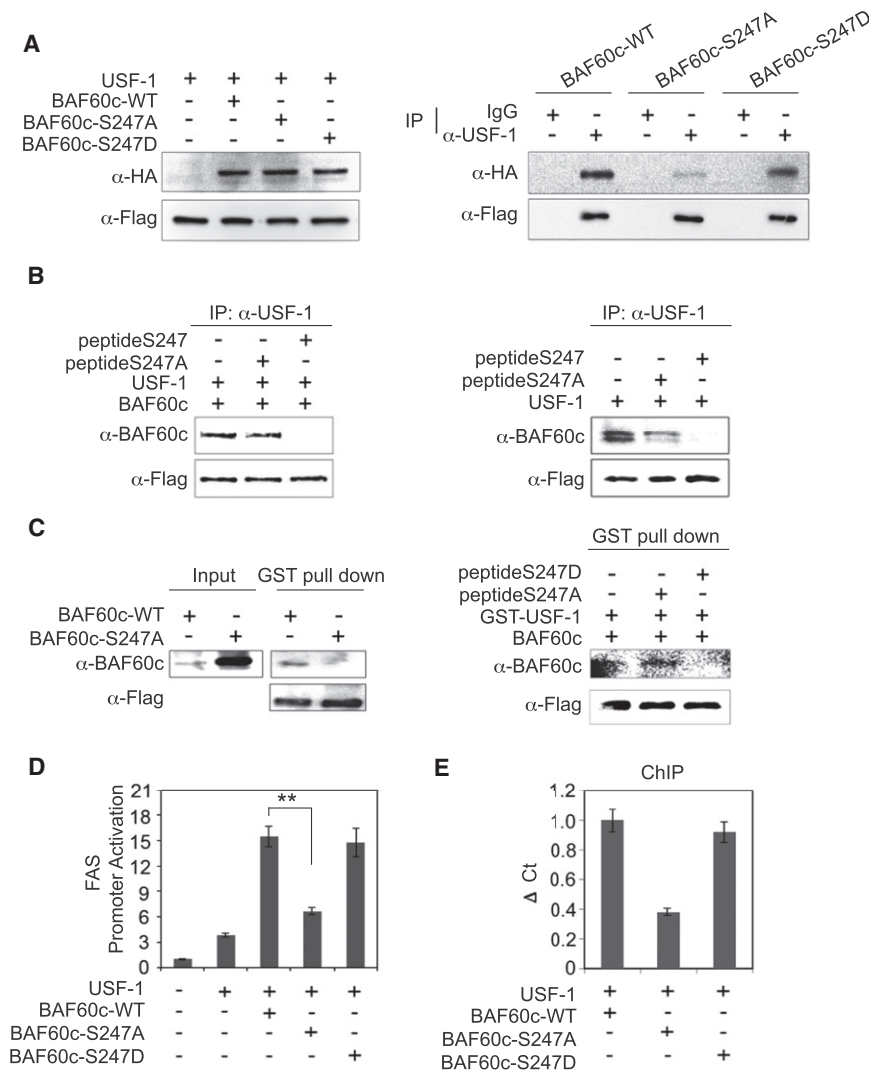 A
USF-1 + + + +
BAF60c-WT - + - -
BAF60c-S247A - - + -
BAF60c-S247D - - - +
α-HA
α-Flag
BAF60c-WT BAF60c-S247A BAF60c-S247D
IP
IgG + - + - + -
α-USF-1 - + - + - +
α-HA
α-Flag
B
IP: α-USF-1
peptideS247 - - +
peptideS247A - + -
USF-1 + + +
BAF60c + + +
α-BAF60c
α-Flag
IP: α-USF-1
peptideS247 - - +
peptideS247A - + -
USF-1 + + +
α-BAF60c
α-Flag
C
Input GST pull down
BAF60c-WT + - + -
BAF60c-S247A - + - +
α-BAF60c
α-Flag
GST pull down
peptideS247D - - +
peptideS247A - + -
GST-USF-1 + + +
BAF60c + + +
α-BAF60c
α-Flag
D
FAS
Promoter Activation
21
18
15
12
9
6
3
0
**
USF-1 - + + + +
BAF60c-WT - - + - -
BAF60c-S247A - - - + -
BAF60c-S247D - - - - +
E
ChIP
Δ Ct
1.2
1.0
0.8
0.6
0.4
0.2
0
USF-1 + + +
BAF60c-WT + - -
BAF60c-S247A - + -
BAF60c-S247D - - +